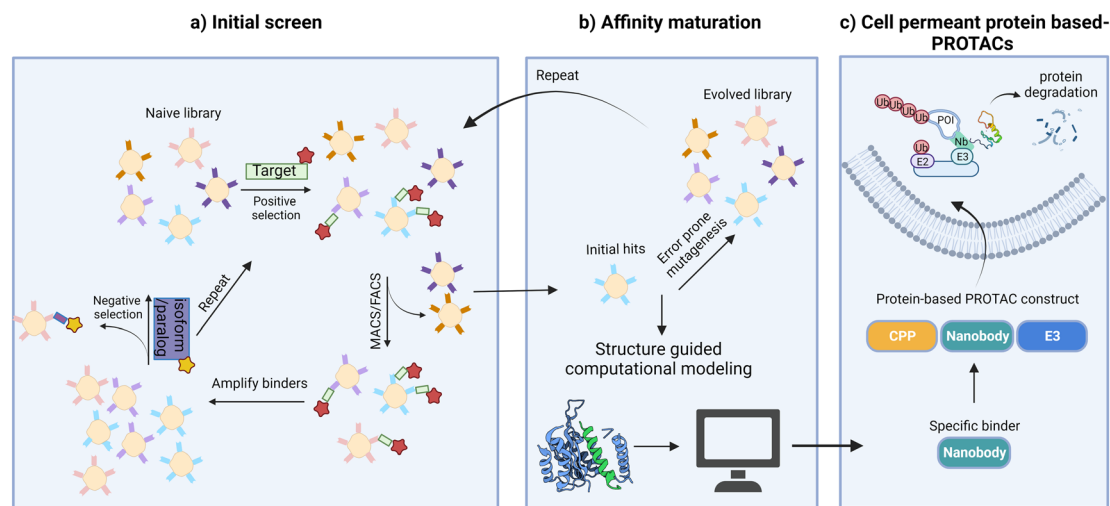 a) Initial screen
Naive library
Target
Positive
selection
MACS/FACS
Amplify binders
Negative
selection
isoform
/paralog
Repeat
b) Affinity maturation
Repeat
Evolved library
Initial hits
Error prone
mutagenesis
Structure guided
computational modeling
c) Cell permeant protein based-
PROTACs
protein
degradation
Ub
Ub
Ub
Ub
POI
Nb
Ub
E2
E3
Protein-based PROTAC construct
CPP
Nanobody
E3
Specific binder
Nanobody